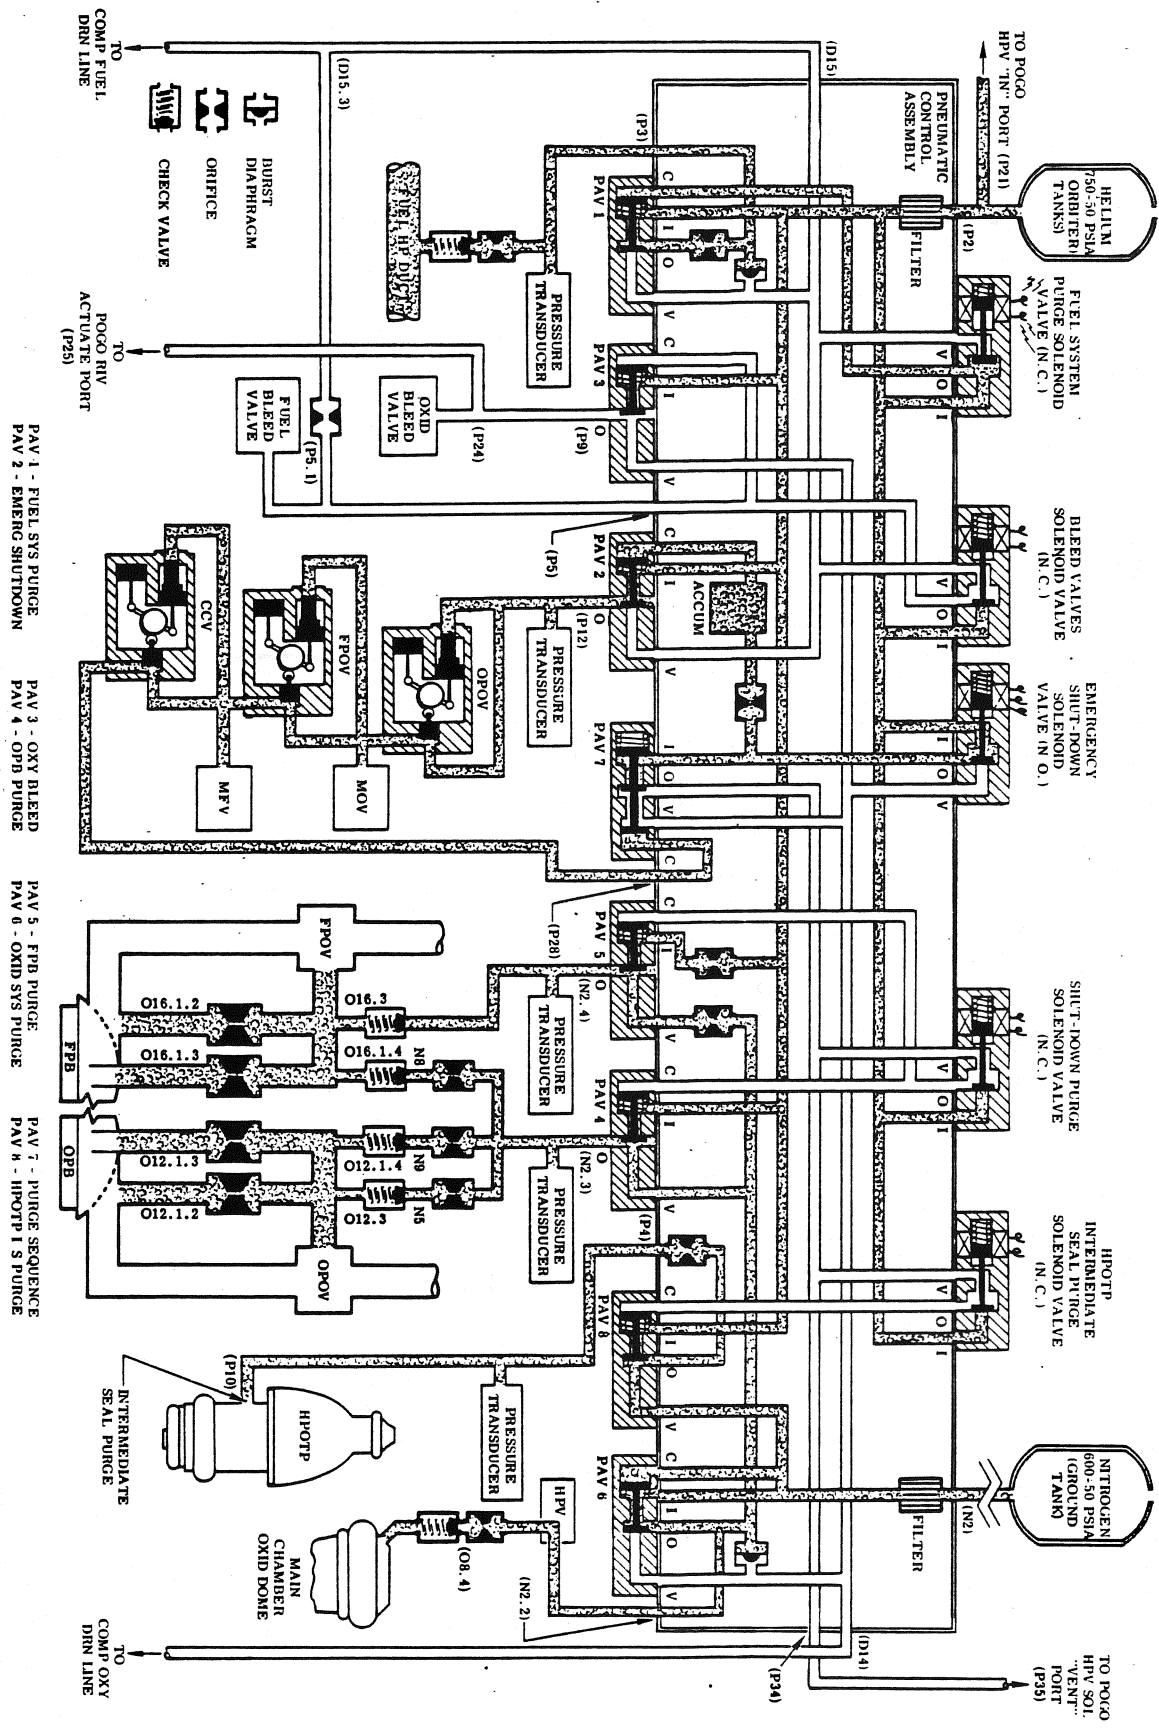 TO POGO
HPV "IN" PORT (P21)
HELIUM
750-50 PSIA
ORBITER)
TANKS)
(P2)
FILTER
PNEUMATIC
CONTROL
ASSEMBLY
FUEL SYSTEM
PURGE SOLENOID
VALVE (N.C.)
V
O
I
BLEED VALVES
SOLENOID VALVE
(N.C.)
V
O
I
EMERGENCY
SHUT-DOWN
SOLENOID
VALVE (N O.)
I
O
V
SHUT-DOWN PURGE
SOLENOID VALVE
(N.C.)
V
O
I
HPOTP
INTERMEDIATE
SEAL PURGE
SOLENOID VALVE
(N.C.)
V
O
I
NITROGEN
600-50 PSIA
(GROUND
TANK)
(N2)
FILTER
TO POGO
HPV SOL
"VENT"
PORT
(P35)
(D15)
(D14)
(P34)
(P3)
PAV 1
C
I
O
V
PAV 3
C
I
O
V
PAV 2
C
I
O
V
ACCUM
PAV 7
I
O
V
C
PAV 5
C
I
O
PAV 4
C
I
O
V
PAV 8
C
I
O
V
PAV 6
C
I
O
V
(P4)
(D15.3)
TO
COMP FUEL
DRN LINE
BURST
DIAPHRAGM
ORIFICE
CHECK VALVE
FUEL HP DUCT
PRESSURE
TRANSDUCER
TO
POGO RIV
ACTUATE PORT
(P25)
FUEL
BLEED
VALVE
OXID
BLEED
VALVE
(P5.1)
(P24)
(P9)
(P5)
(P12)
PRESSURE
TRANSDUCER
CCV
FPOV
OPOV
MFV
MOV
(P28)
(N2.4)
PRESSURE
TRANSDUCER
(N2.3)
PRESSURE
TRANSDUCER
FPOV
O16.1.2
O16.3
O16.1.3
O16.1.4
N8
FPB
OPB
O12.1.3
O12.1.4
N9
O12.1.2
O12.3
N5
OPOV
(P10)
PRESSURE
TRANSDUCER
HPOTP
INTERMEDIATE
SEAL PURGE
HPV
(O8.4)
(N2.2)
MAIN
CHAMBER
OXID DOME
TO
COMP OXY
DRN LINE
PAV 1 - FUEL SYS PURGE
PAV 2 - EMERG SHUTDOWN
PAV 3 - OXY BLEED
PAV 4 - OPB PURGE
PAV 5 - FPB PURGE
PAV 6 - OXID SYS PURGE
PAV 7 - PURGE SEQUENCE
PAV 8 - HPOTP I S PURGE